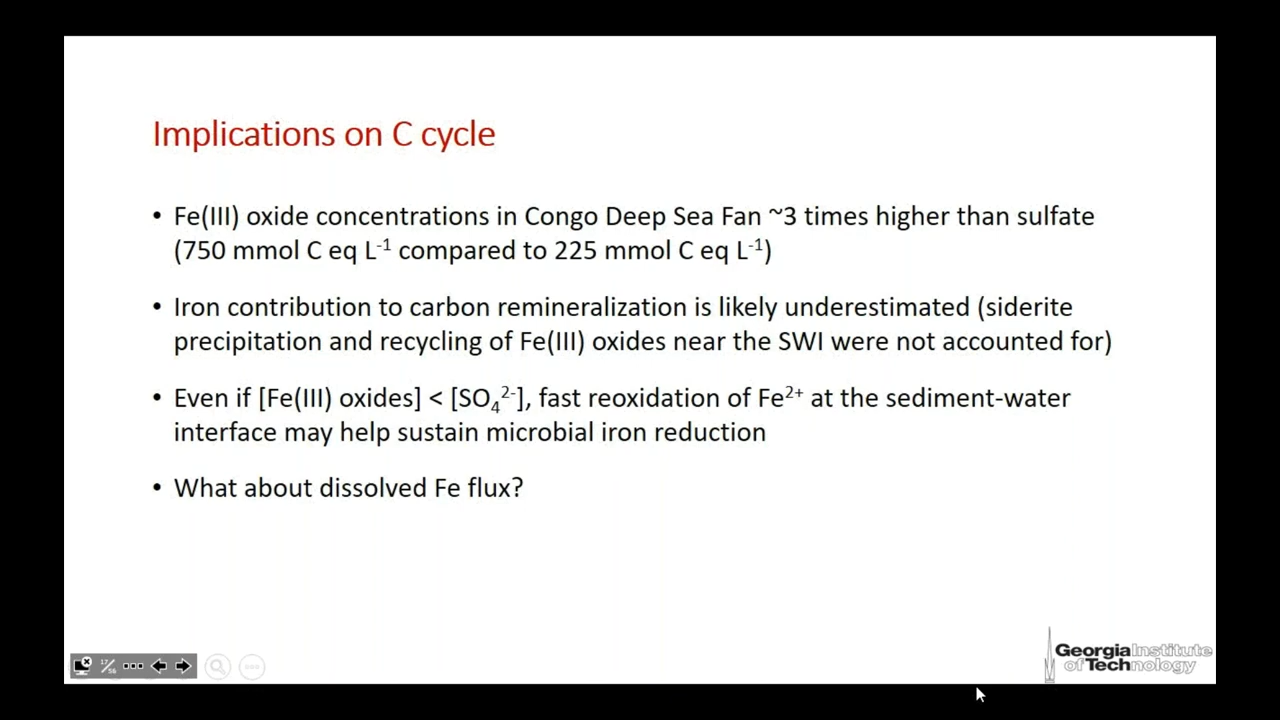 Implications on C cycle
• Fe(III) oxide concentrations in Congo Deep Sea Fan ~3 times higher than sulfate
(750 mmol C eq L⁻¹ compared to 225 mmol C eq L⁻¹)
• Iron contribution to carbon remineralization is likely underestimated (siderite
precipitation and recycling of Fe(III) oxides near the SWI were not accounted for)
• Even if [Fe(III) oxides] < [SO₄²⁻], fast reoxidation of Fe²⁺ at the sediment-water
interface may help sustain microbial iron reduction
• What about dissolved Fe flux?
17/56
Georgia Institute
of Technology